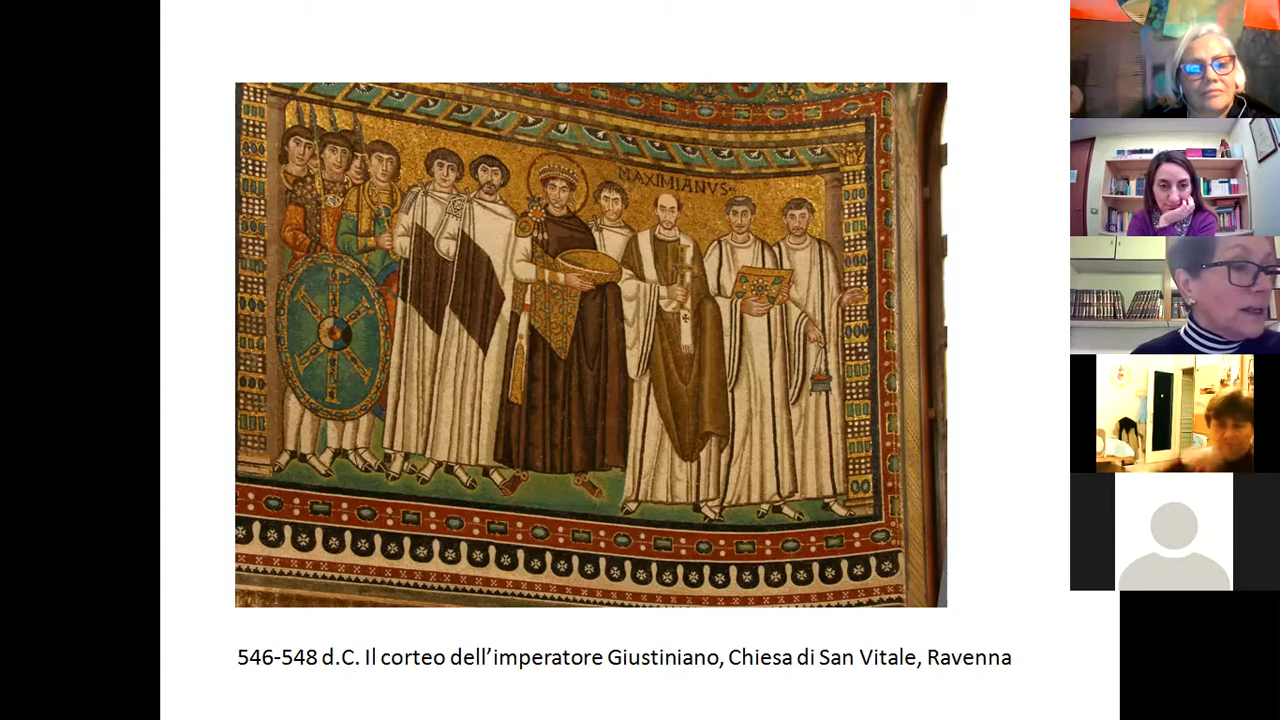 MAXIMIANVS
546-548 d.C. Il corteo dell'imperatore Giustiniano, Chiesa di San Vitale, Ravenna